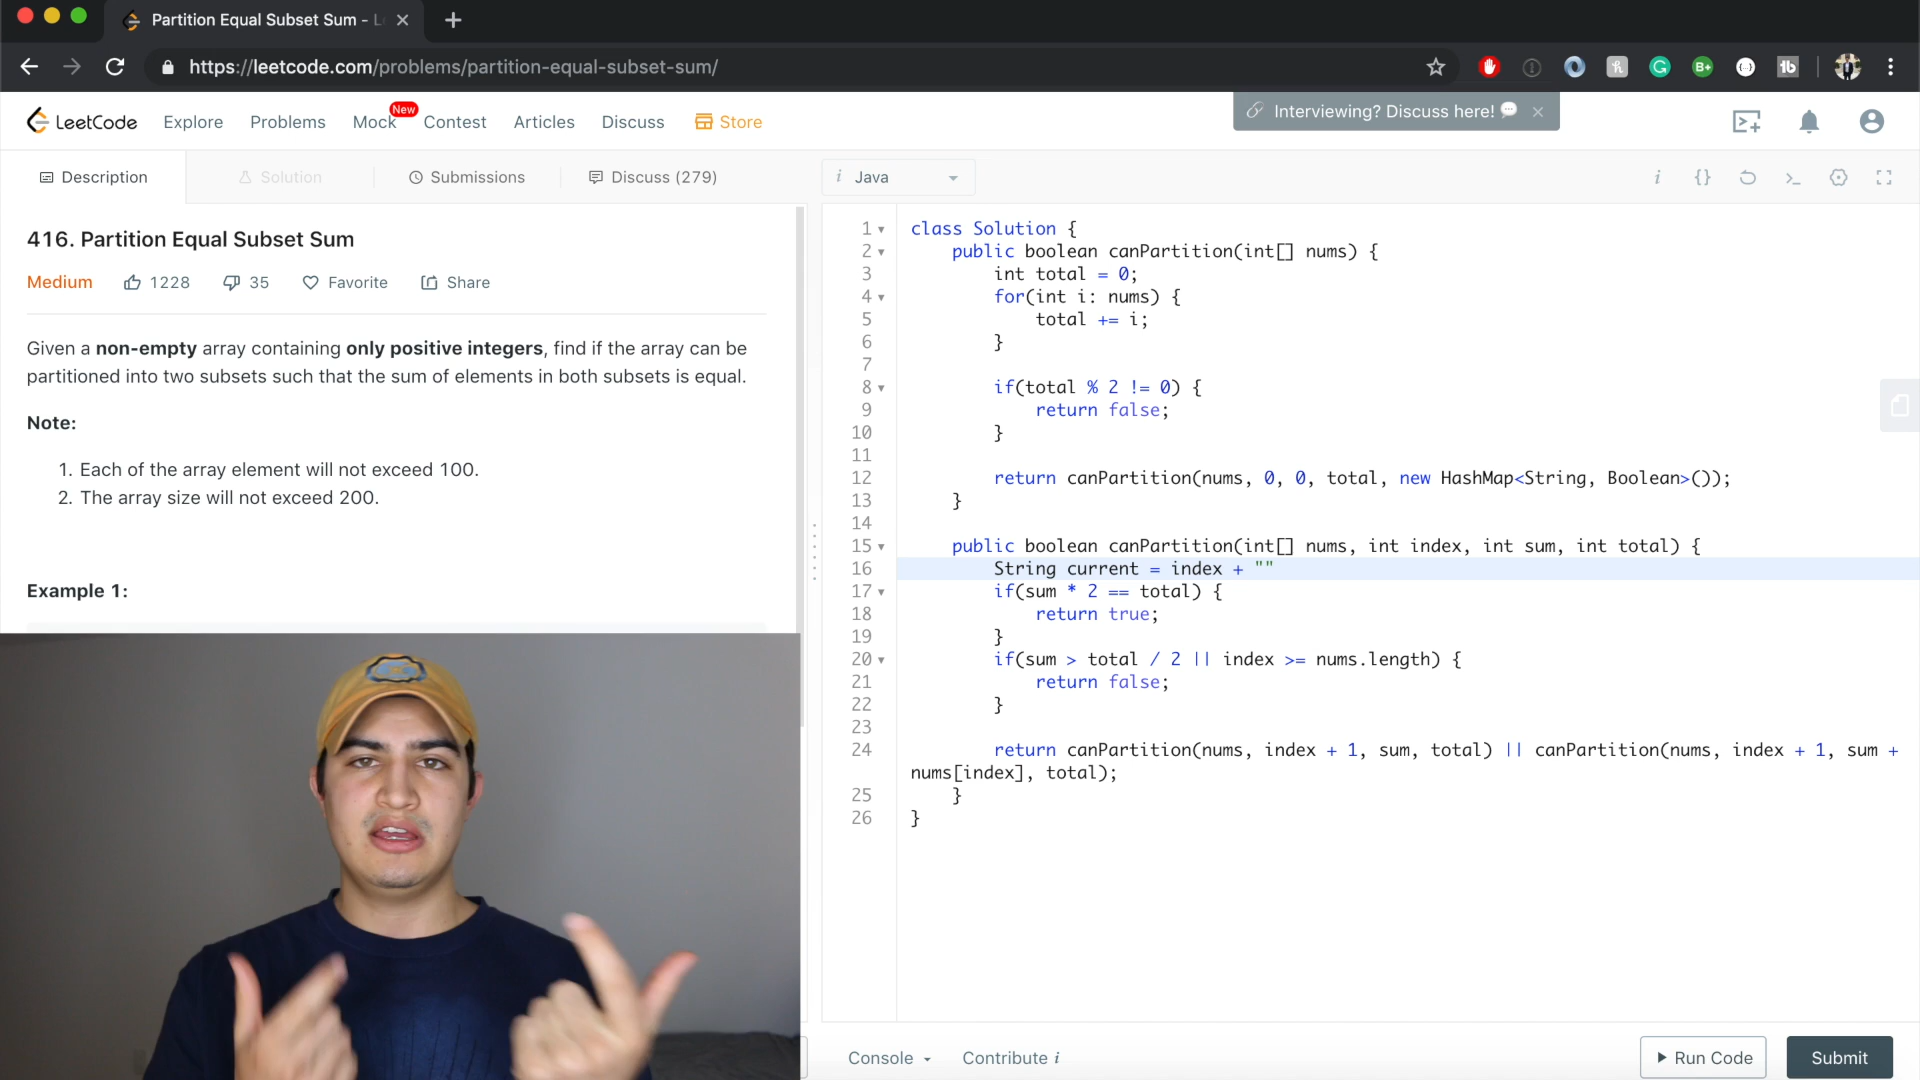 Partition Equal Subset Sum - L
https://leetcode.com/problems/partition-equal-subset-sum/
LeetCode
Explore
Problems
Mock
New
Contest
Articles
Discuss
Store
Interviewing? Discuss here!
Description
Solution
Submissions
Discuss (279)
Java
416. Partition Equal Subset Sum
Medium
1228
35
Favorite
Share
Given a non-empty array containing only positive integers, find if the array can be
partitioned into two subsets such that the sum of elements in both subsets is equal.
Note:
1. Each of the array element will not exceed 100.
2. The array size will not exceed 200.
Example 1:
1 class Solution {
2 public boolean canPartition(int[] nums) {
3 int total = 0;
4 for(int i: nums) {
5 total += i;
6 }
7
8 if(total % 2 != 0) {
9 return false;
10 }
11
12 return canPartition(nums, 0, 0, total, new HashMap<String, Boolean>());
13 }
14
15 public boolean canPartition(int[] nums, int index, int sum, int total) {
16 String current = index + ""
17 if(sum * 2 == total) {
18 return true;
19 }
20 if(sum > total / 2 || index >= nums.length) {
21 return false;
22 }
23
24 return canPartition(nums, index + 1, sum, total) || canPartition(nums, index + 1, sum +
nums[index], total);
25 }
26 }
Console
Contribute i
Run Code
Submit